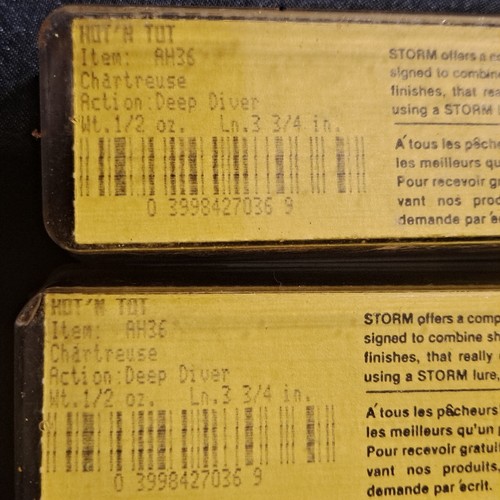 HOT'N TOT
Item: AH36
Chartreuse
Action:Deep Diver
Wt.1/2 oz. Ln.3 3/4 in.
0 3998427036 9
STORM offers a co
signed to combine
finishes, that rea
using a STORM
A´ tous les pêche
les meilleurs qu
Pour recevoir gr
vant nos prod
demande par éc
HOT'N TOT
Item: AH36
Chartreuse
Action:Deep Diver
Wt.1/2 oz. Ln.3 3/4 in.
0 3998427036 9
STORM offers a comp
signed to combine sh
finishes, that really
using a STORM lure,
A´ tous les pêcheurs
les meilleurs qu'un p
Pour recevoir gratui
vant nos produits,
demande par écrit.